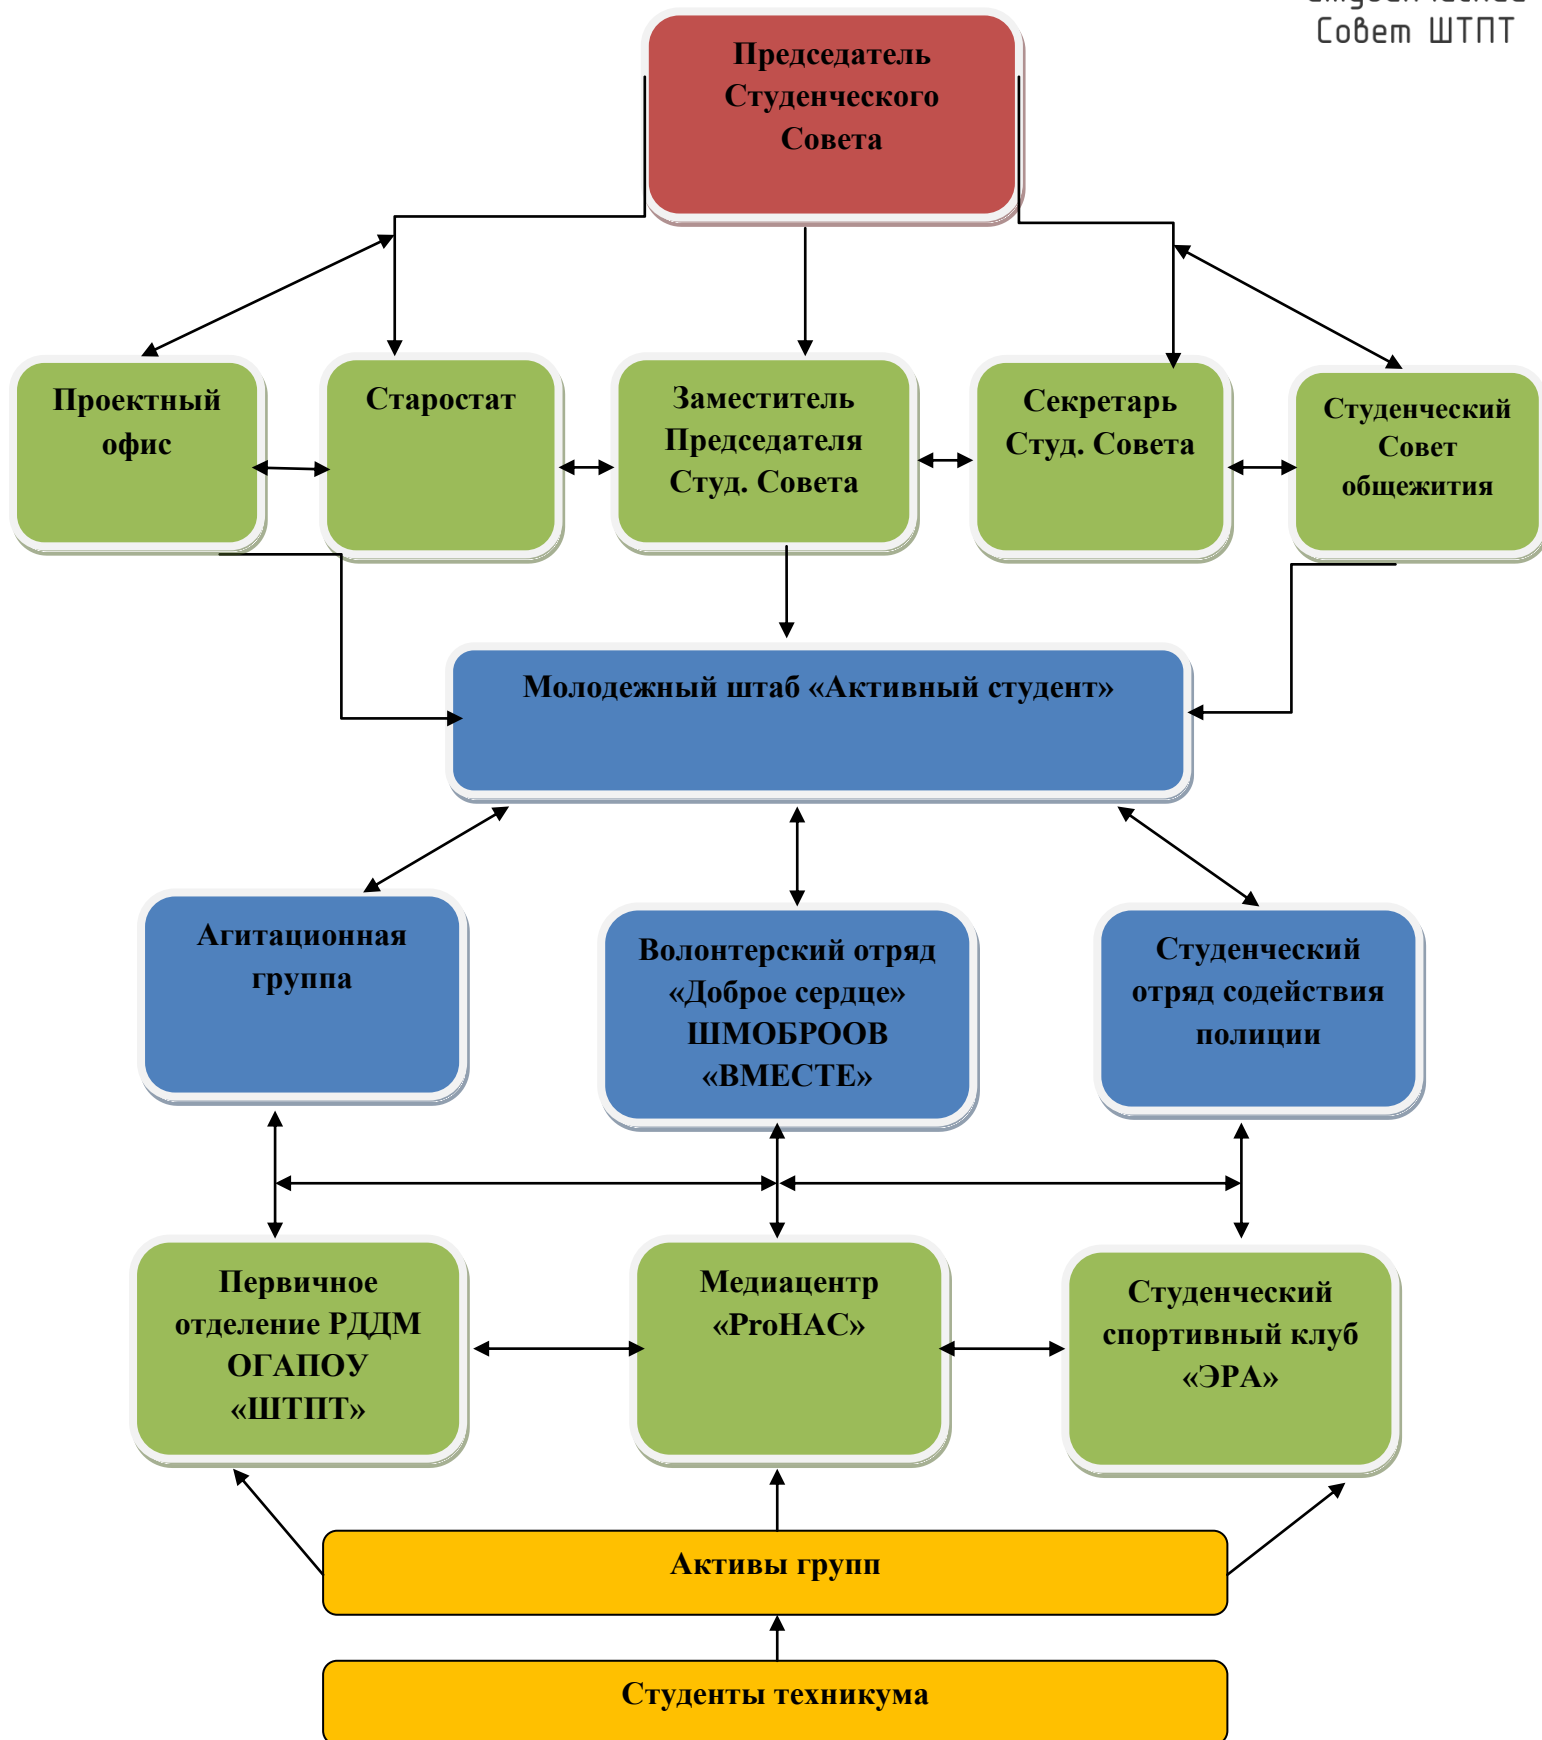 Совет ШТПТ
Председатель
Студенческого
Совета
Проектный
офис
Старостат
Заместитель
Председателя
Студ. Совета
Секретарь
Студ. Совета
Студенческий
Совет
общежития
Молодежный штаб «Активный студент»
Агитационная
группа
Волонтерский отряд
«Доброе сердце»
ШМОБРООВ
«ВМЕСТЕ»
Студенческий
отряд содействия
полиции
Первичное
отделение РДДМ
ОГАПОУ
«ШТПТ»
Медиацентр
«ProНАС»
Студенческий
спортивный клуб
«ЭРА»
Активы групп
Студенты техникума